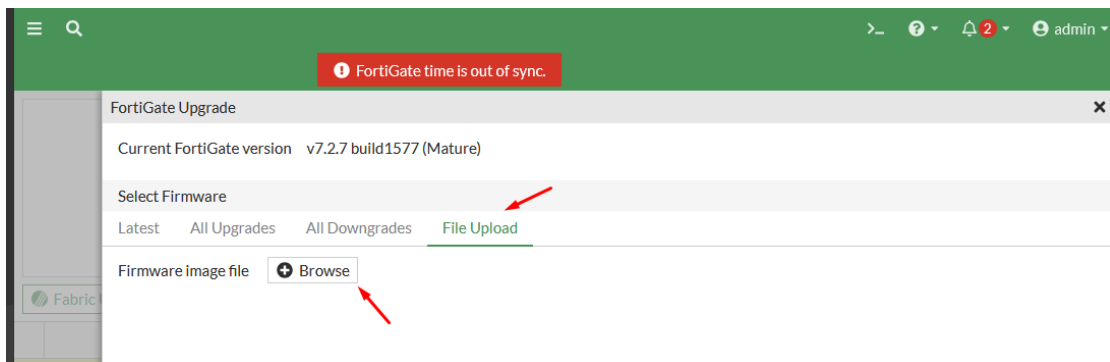 2
admin
FortiGate time is out of sync.
FortiGate Upgrade
Current FortiGate version v7.2.7 build1577 (Mature)
Select Firmware
Latest All Upgrades All Downgrades File Upload
Firmware image file Browse
Fabric